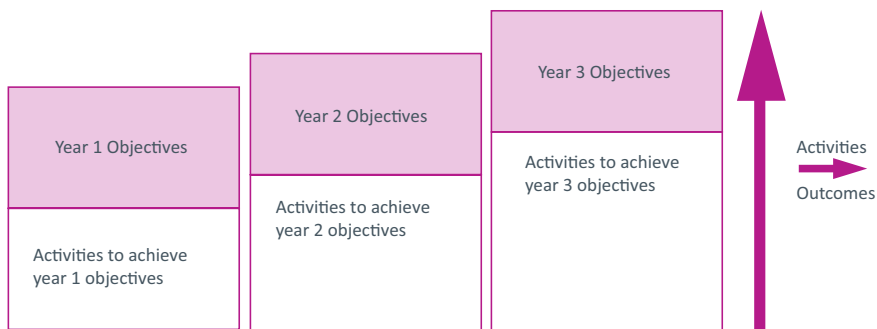 Year 1 Objectives
Activities to achieve
year 1 objectives
Year 2 Objectives
Activities to achieve
year 2 objectives
Year 3 Objectives
Activities to achieve
year 3 objectives
Activities
Outcomes